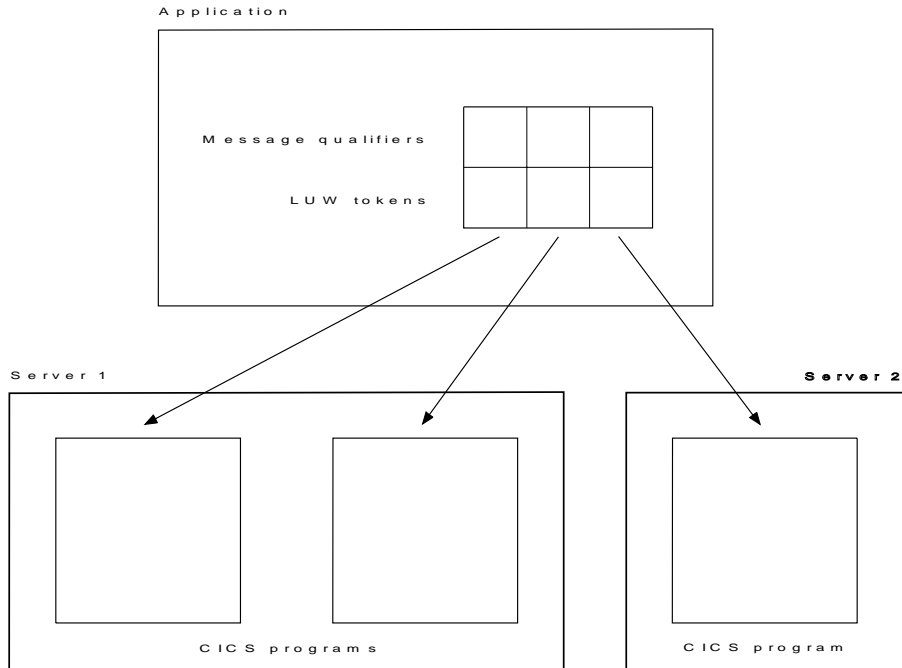 Application
Message qualifiers
LUW tokens
Server 1
Server 2
CICS programs
CICS program